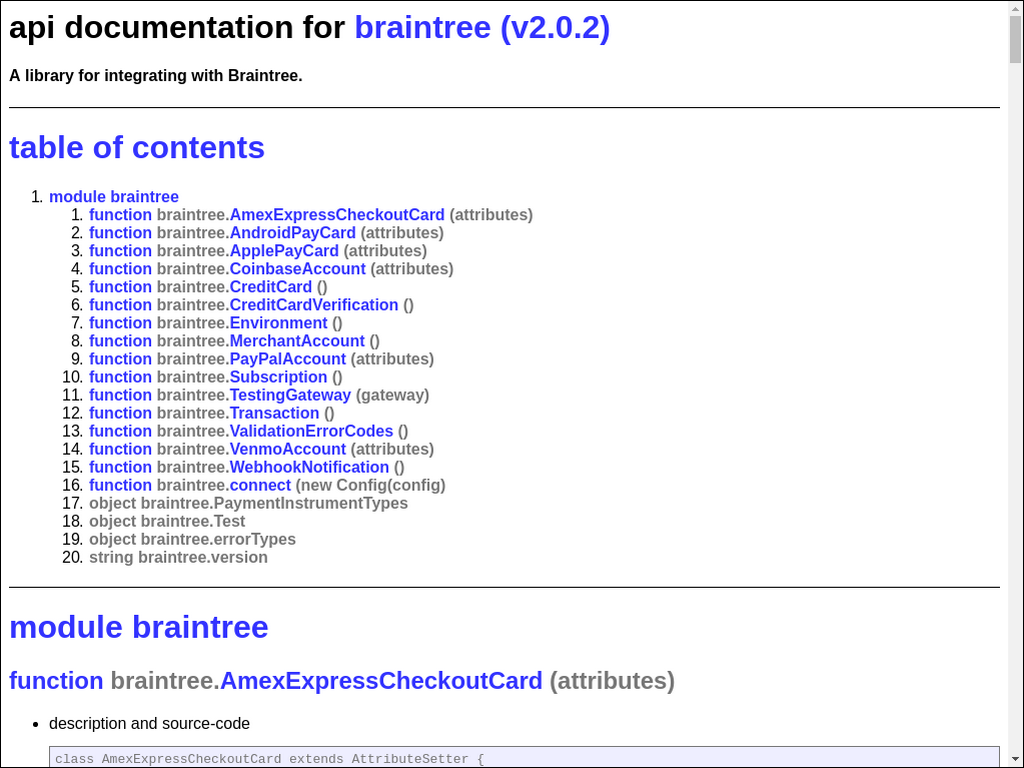 api documentation for braintree (v2.0.2)
A library for integrating with Braintree.
table of contents
1. module braintree
1. function braintree.AmexExpressCheckoutCard (attributes)
2. function braintree.AndroidPayCard (attributes)
3. function braintree.ApplePayCard (attributes)
4. function braintree.CoinbaseAccount (attributes)
5. function braintree.CreditCard ()
6. function braintree.CreditCardVerification ()
7. function braintree.Environment ()
8. function braintree.MerchantAccount ()
9. function braintree.PayPalAccount (attributes)
10. function braintree.Subscription ()
11. function braintree.TestingGateway (gateway)
12. function braintree.Transaction ()
13. function braintree.ValidationErrorCodes ()
14. function braintree.VenmoAccount (attributes)
15. function braintree.WebhookNotification ()
16. function braintree.connect (new Config(config)
17. object braintree.PaymentInstrumentTypes
18. object braintree.Test
19. object braintree.errorTypes
20. string braintree.version
module braintree
function braintree.AmexExpressCheckoutCard (attributes)
• description and source-code
class AmexExpressCheckoutCard extends AttributeSetter {